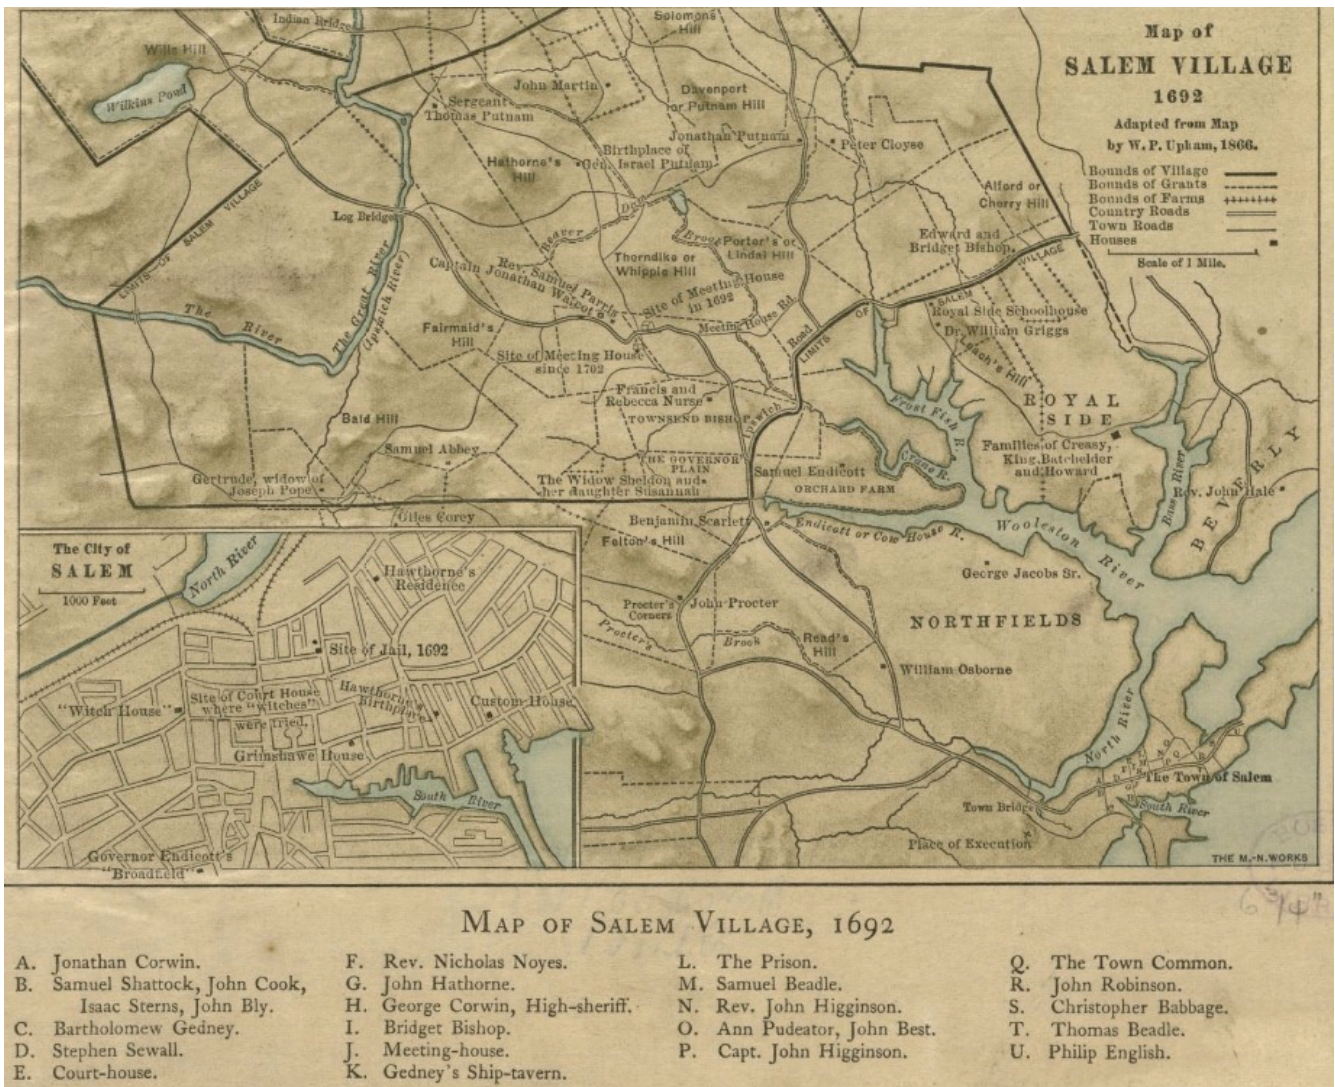 Map of
SALEM VILLAGE
1692
Adapted from Map
by W. P. Upham, 1866.
Bounds of Village
Bounds of Grants
Bounds of Farms
Country Roads
Town Roads
Houses
Scale of 1 Mile.
Indian Bridge
Solomons
Hill
Wills Hill
Wilkins Pond
John Martin
Davenport
or Putnam Hill
Sergeant
Thomas Putnam
Jonathan Putnam
Peter Cloyse
Birthplace of
Gen. Israel Putnam
Hathorne's
Hill
Alford or
Cherry Hill
LIMITS OF SALEM VILLAGE
Log Bridge
Beaver Dam
Brook
Porter's or
Lindal Hill
Edward and
Bridget Bishop.
Thorndike or
Whipple Hill
Rev. Samuel Parris
Captain Jonathan Walcot
Site of Meeting House
in 1692
The River
The Great River
(Ipswich River)
Fairmaid's
Hill
Meeting House Rd.
Ipswich Road
LIMITS OF SALEM VILLAGE
Royal Side Schoolhouse
Dr. William Griggs
Leach's Hill
Site of Meeting House
since 1702
Francis and
Rebecca Nurse
TOWNSEND BISHOP
Bald Hill
Frost Fish R.
ROYAL
SIDE
Samuel Abbey
THE GOVERNOR'S
PLAIN
Crane R.
Families of Creasy,
King, Batchelder
and Howard
Gertrude, widow of
Joseph Pope
The Widow Sheldon and
her daughter Susannah
Samuel Endicott
ORCHARD FARM
Bass River
Rev. John Hale
BEVERLY
Giles Corey
Benjamin Scarlett
Felton's Hill
Endicott or Cow House R.
Wooleston River
George Jacobs Sr.
Procter's
Corners
John Procter
NORTHFIELDS
Procter's Brook
Read's
Hill
William Osborne
North River
The Town of Salem
Town Bridge
South River
Place of Execution
THE M.-N. WORKS
The City of
SALEM
1000 Feet
North River
Hawthorne's
Residence
Site of Jail, 1692
"Witch House"
Site of Court House
where "witches"
were tried.
Hawthorne's
Birthplace
Custom-House
Grimshawe House
South River
Governor Endicott's
"Broadfield"
6 3/4"
MAP OF SALEM VILLAGE, 1692
A. Jonathan Corwin.
B. Samuel Shattock, John Cook,
Isaac Sterns, John Bly.
C. Bartholomew Gedney.
D. Stephen Sewall.
E. Court-house.
F. Rev. Nicholas Noyes.
G. John Hathorne.
H. George Corwin, High-sheriff.
I. Bridget Bishop.
J. Meeting-house.
K. Gedney's Ship-tavern.
L. The Prison.
M. Samuel Beadle.
N. Rev. John Higginson.
O. Ann Pudeator, John Best.
P. Capt. John Higginson.
Q. The Town Common.
R. John Robinson.
S. Christopher Babbage.
T. Thomas Beadle.
U. Philip English.